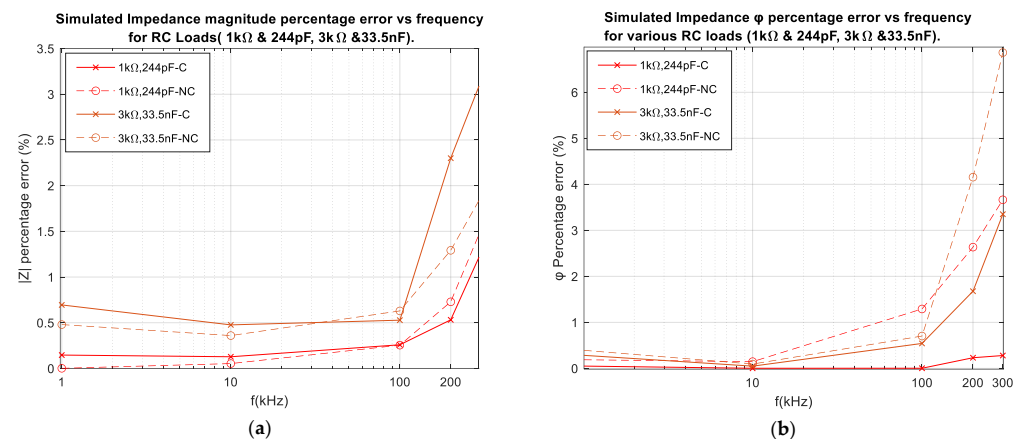 Simulated Impedance magnitude percentage error vs frequency
for RC Loads( 1kΩ & 244pF, 3kΩ &33.5nF).
3.5
3
2.5
2
1.5
1
0.5
0
|Z| percentage error (%)
1kΩ,244pF-C
1kΩ,244pF-NC
3kΩ,33.5nF-C
3kΩ,33.5nF-NC
1 10 100 200
f(kHz)
(a)
Simulated Impedance φ percentage error vs frequency
for various RC loads (1kΩ & 244pF, 3kΩ &33.5nF).
6
5
4
3
2
1
0
φ Percentage error (%)
1kΩ,244pF-C
1kΩ,244pF-NC
3kΩ,33.5nF-C
3kΩ,33.5nF-NC
10 100 200 300
f(kHz)
(b)